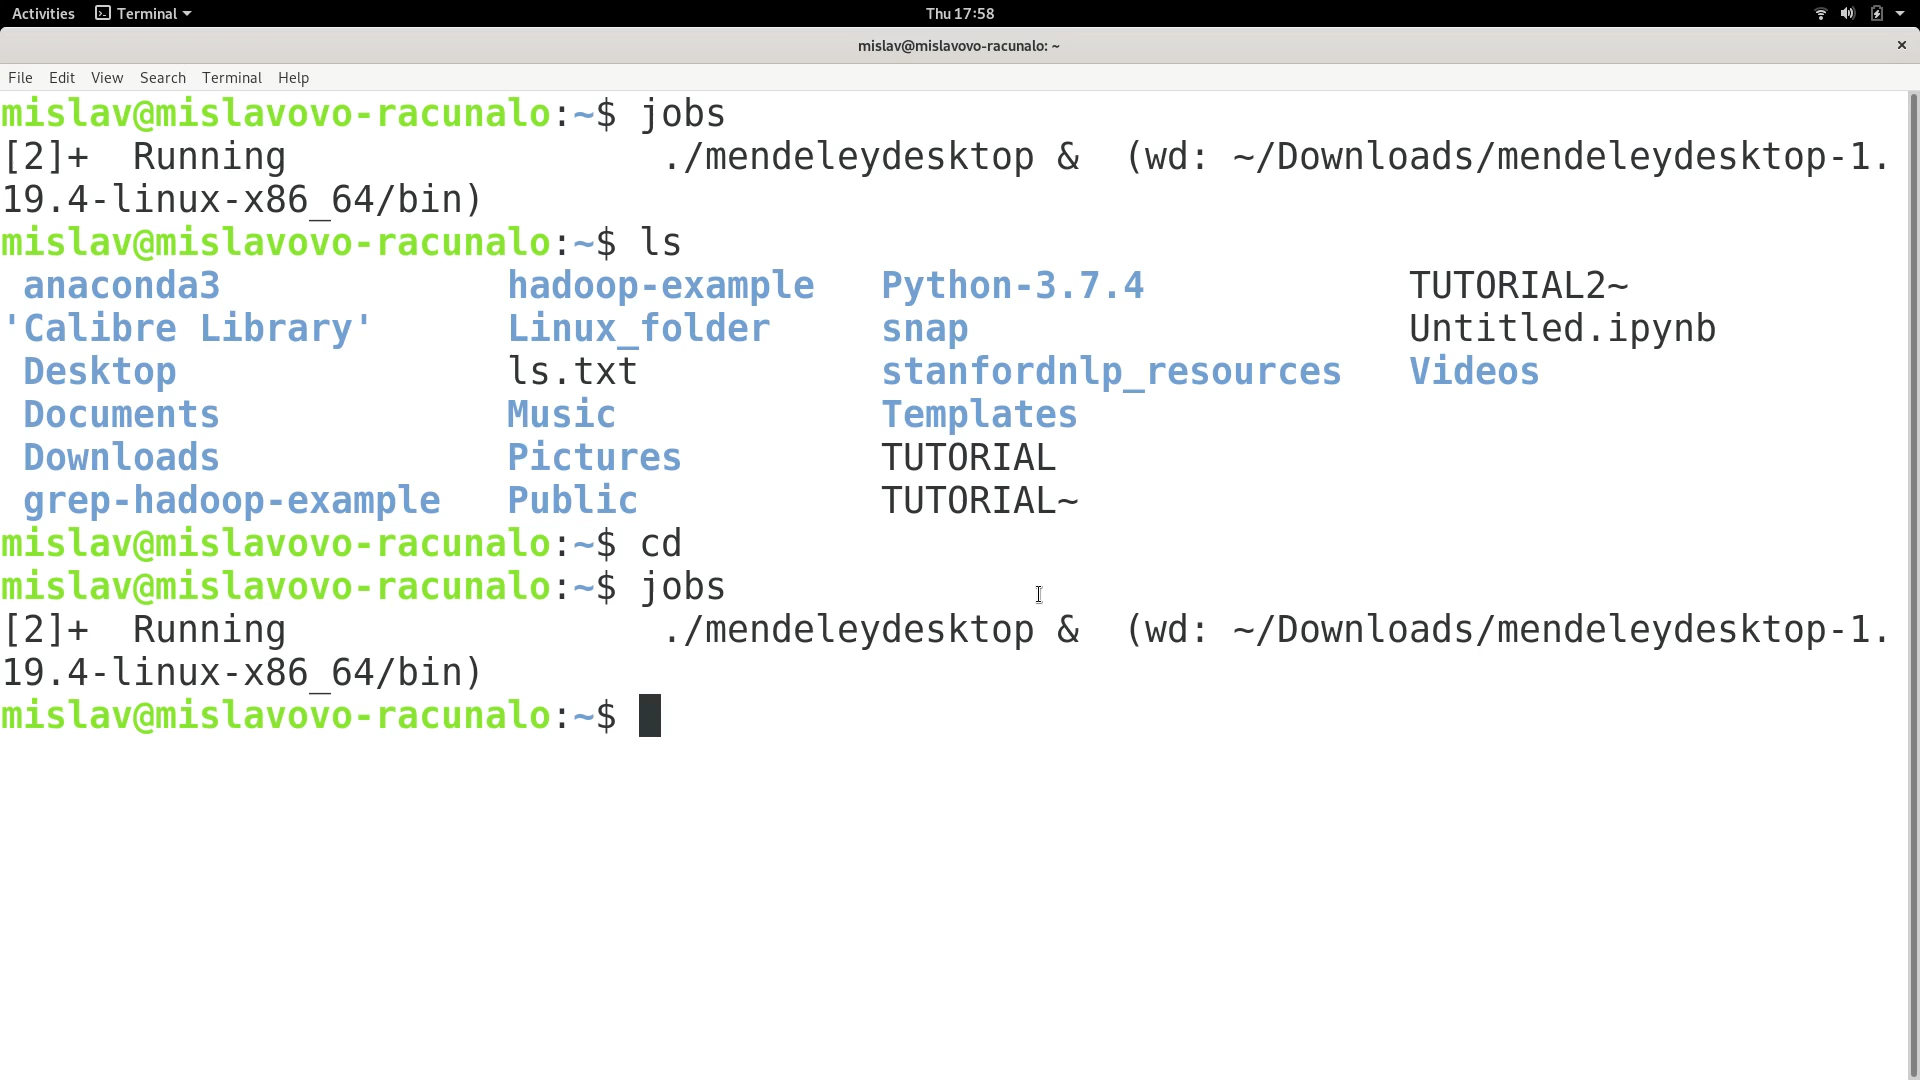 Activities Terminal Thu 17:58
mislav@mislavovo-racunalo: ~ ×
File Edit View Search Terminal Help
mislav@mislavovo-racunalo:~$ jobs
[2]+  Running                 ./mendeleydesktop &  (wd: ~/Downloads/mendeleydesktop-1.
19.4-linux-x86_64/bin)
mislav@mislavovo-racunalo:~$ ls
 anaconda3             hadoop-example   Python-3.7.4            TUTORIAL2~
'Calibre Library'      Linux_folder     snap                    Untitled.ipynb
 Desktop               ls.txt           stanfordnlp_resources   Videos
 Documents             Music            Templates
 Downloads             Pictures         TUTORIAL
 grep-hadoop-example   Public           TUTORIAL~
mislav@mislavovo-racunalo:~$ cd
mislav@mislavovo-racunalo:~$ jobs
[2]+  Running                 ./mendeleydesktop &  (wd: ~/Downloads/mendeleydesktop-1.
19.4-linux-x86_64/bin)
mislav@mislavovo-racunalo:~$